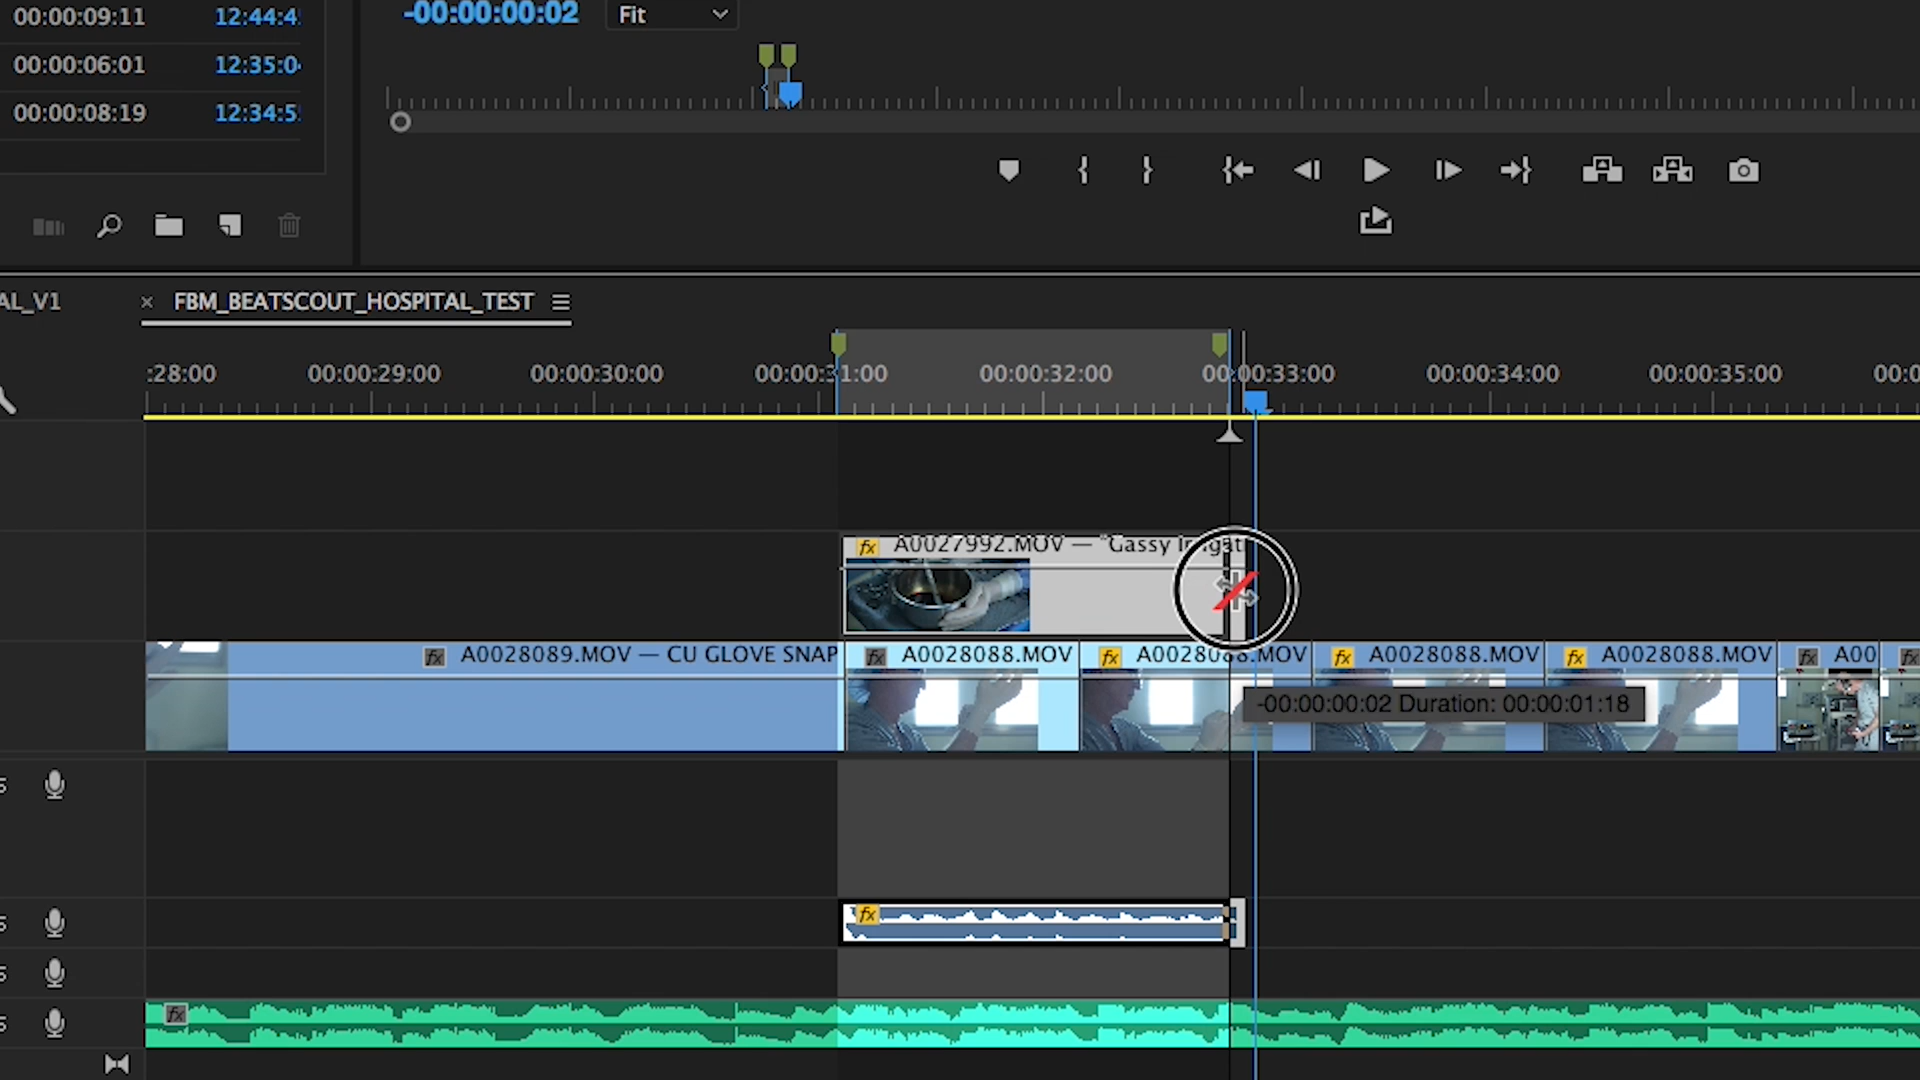 00:00:09:11 12:44:4
-00:00:00:02 Fit
00:00:06:01 12:35:0
00:00:08:19 12:34:5
AL_V1 × FBM_BEATSCOUT_HOSPITAL_TEST
:28:00 00:00:29:00 00:00:30:00 00:00:31:00 00:00:32:00 00:00:33:00 00:00:34:00 00:00:35:00 00:0
fx A0027992.MOV — "Gassy Irrigati
fx A0028089.MOV — CU GLOVE SNAP fx A0028088.MOV fx A0028088.MOV fx A0028088.MOV fx A0028088.MOV fx A00 fx
-00:00:00:02 Duration: 00:00:01:18
fx
fx